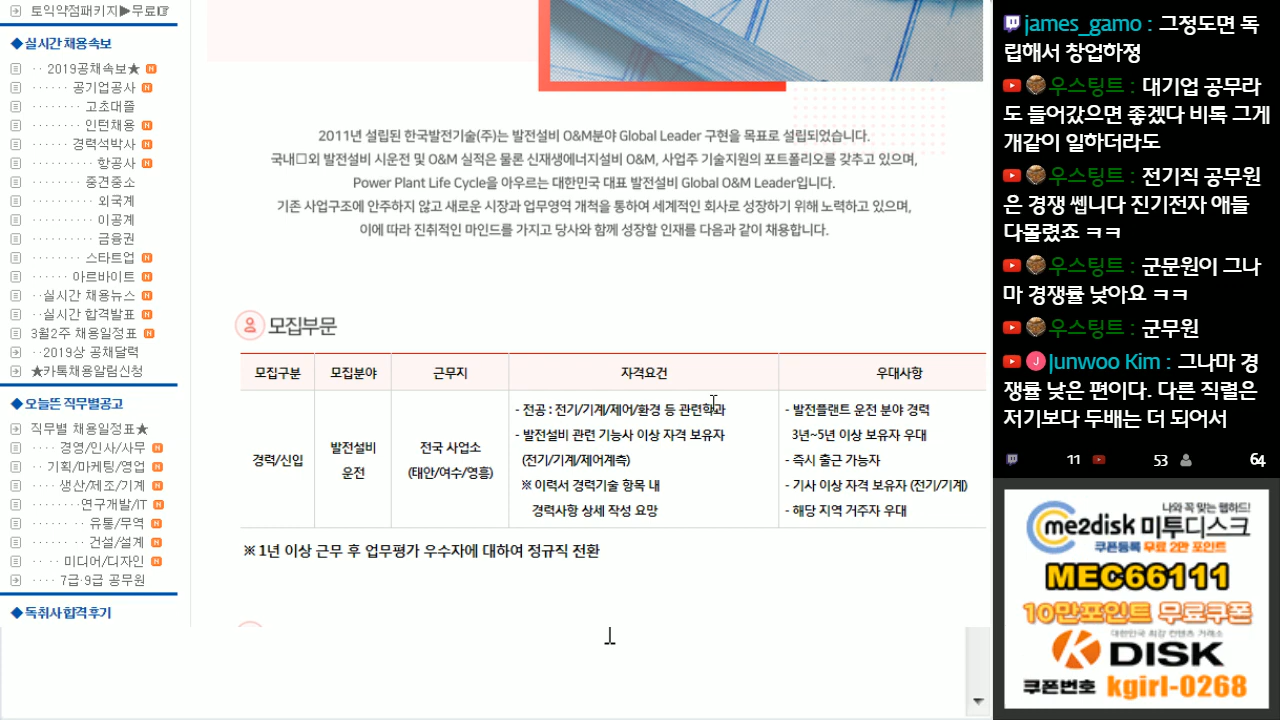 토익약점패키지▶무료☞
◆실시간 채용속보
·· 2019공채속보★ N
······· 공기업공사 N
········ 고초대졸
········ 인턴채용 N
······· 경력석박사 N
·········· 항공사 N
········ 중견중소
·········· 외국계
·········· 이공계
·········· 금융권
········ 스타트업 N
······ 아르바이트 N
··실시간 채용뉴스 N
··실시간 합격발표 N
3월2주 채용일정표 N
··2019상 공채달력
★카톡채용알림신청
◆오늘뜬 직무별공고
직무별 채용일정표★
···· 경영/인사/사무 N
·· 기획/마케팅/영업 N
···· 생산/제조/기계 N
·······연구개발/IT N
······ ·· 유통/무역 N
········ 건설/설계 N
·· ·· 미디어/디자인 N
···· 7급·9급 공무원
◆독취사 합격후기
2011년 설립된 한국발전기술(주)는 발전설비 O&M분야 Global Leader 구현을 목표로 설립되었습니다.
국내□외 발전설비 시운전 및 O&M 실적은 물론 신재생에너지설비 O&M, 사업주 기술지원의 포트폴리오를 갖추고 있으며,
Power Plant Life Cycle을 아우르는 대한민국 대표 발전설비 Global O&M Leader입니다.
기존 사업구조에 안주하지 않고 새로운 시장과 업무영역 개척을 통하여 세계적인 회사로 성장하기 위해 노력하고 있으며,
이에 따라 진취적인 마인드를 가지고 당사와 함께 성장할 인재를 다음과 같이 채용합니다.
모집부문
모집구분 모집분야 근무지 자격요건 우대사항
경력/신입
발전설비
운전
전국 사업소
(태안/여수/영흥)
- 전공 : 전기/기계/제어/환경 등 관련학과
- 발전설비 관련 기능사 이상 자격 보유자
(전기/기계/제어계측)
※ 이력서 경력기술 항목 내
경력사항 상세 작성 요망
- 발전플랜트 운전 분야 경력
3년~5년 이상 보유자 우대
- 즉시 출근 가능자
- 기사 이상 자격 보유자 (전기/기계)
- 해당 지역 거주자 우대
※ 1년 이상 근무 후 업무평가 우수자에 대하여 정규직 전환
james_gamo : 그정도면 독
립해서 창업하졍
우스팅트 : 대기업 공무라
도 들어갔으면 좋겠다 비록 그게
개같이 일하더라도
우스팅트 : 전기직 공무원
은 경쟁 쎕니다 진기전자 애들
다몰렸죠 ㅋㅋ
우스팅트 : 군문원이 그나
마 경쟁률 낮아요 ㅋㅋ
우스팅트 : 군무원
J Junwoo Kim : 그나마 경
쟁률 낮은 편이다. 다른 직렬은
저기보다 두배는 더 되어서
11 53 64
나와 꼭 맞는 웹하드!
me2disk 미투디스크
쿠폰등록 무료 2만 포인트
MEC66111
10만포인트 무료쿠폰
대한민국 최강 컨텐츠 거래소
K DISK
쿠폰번호 kgirl-0268